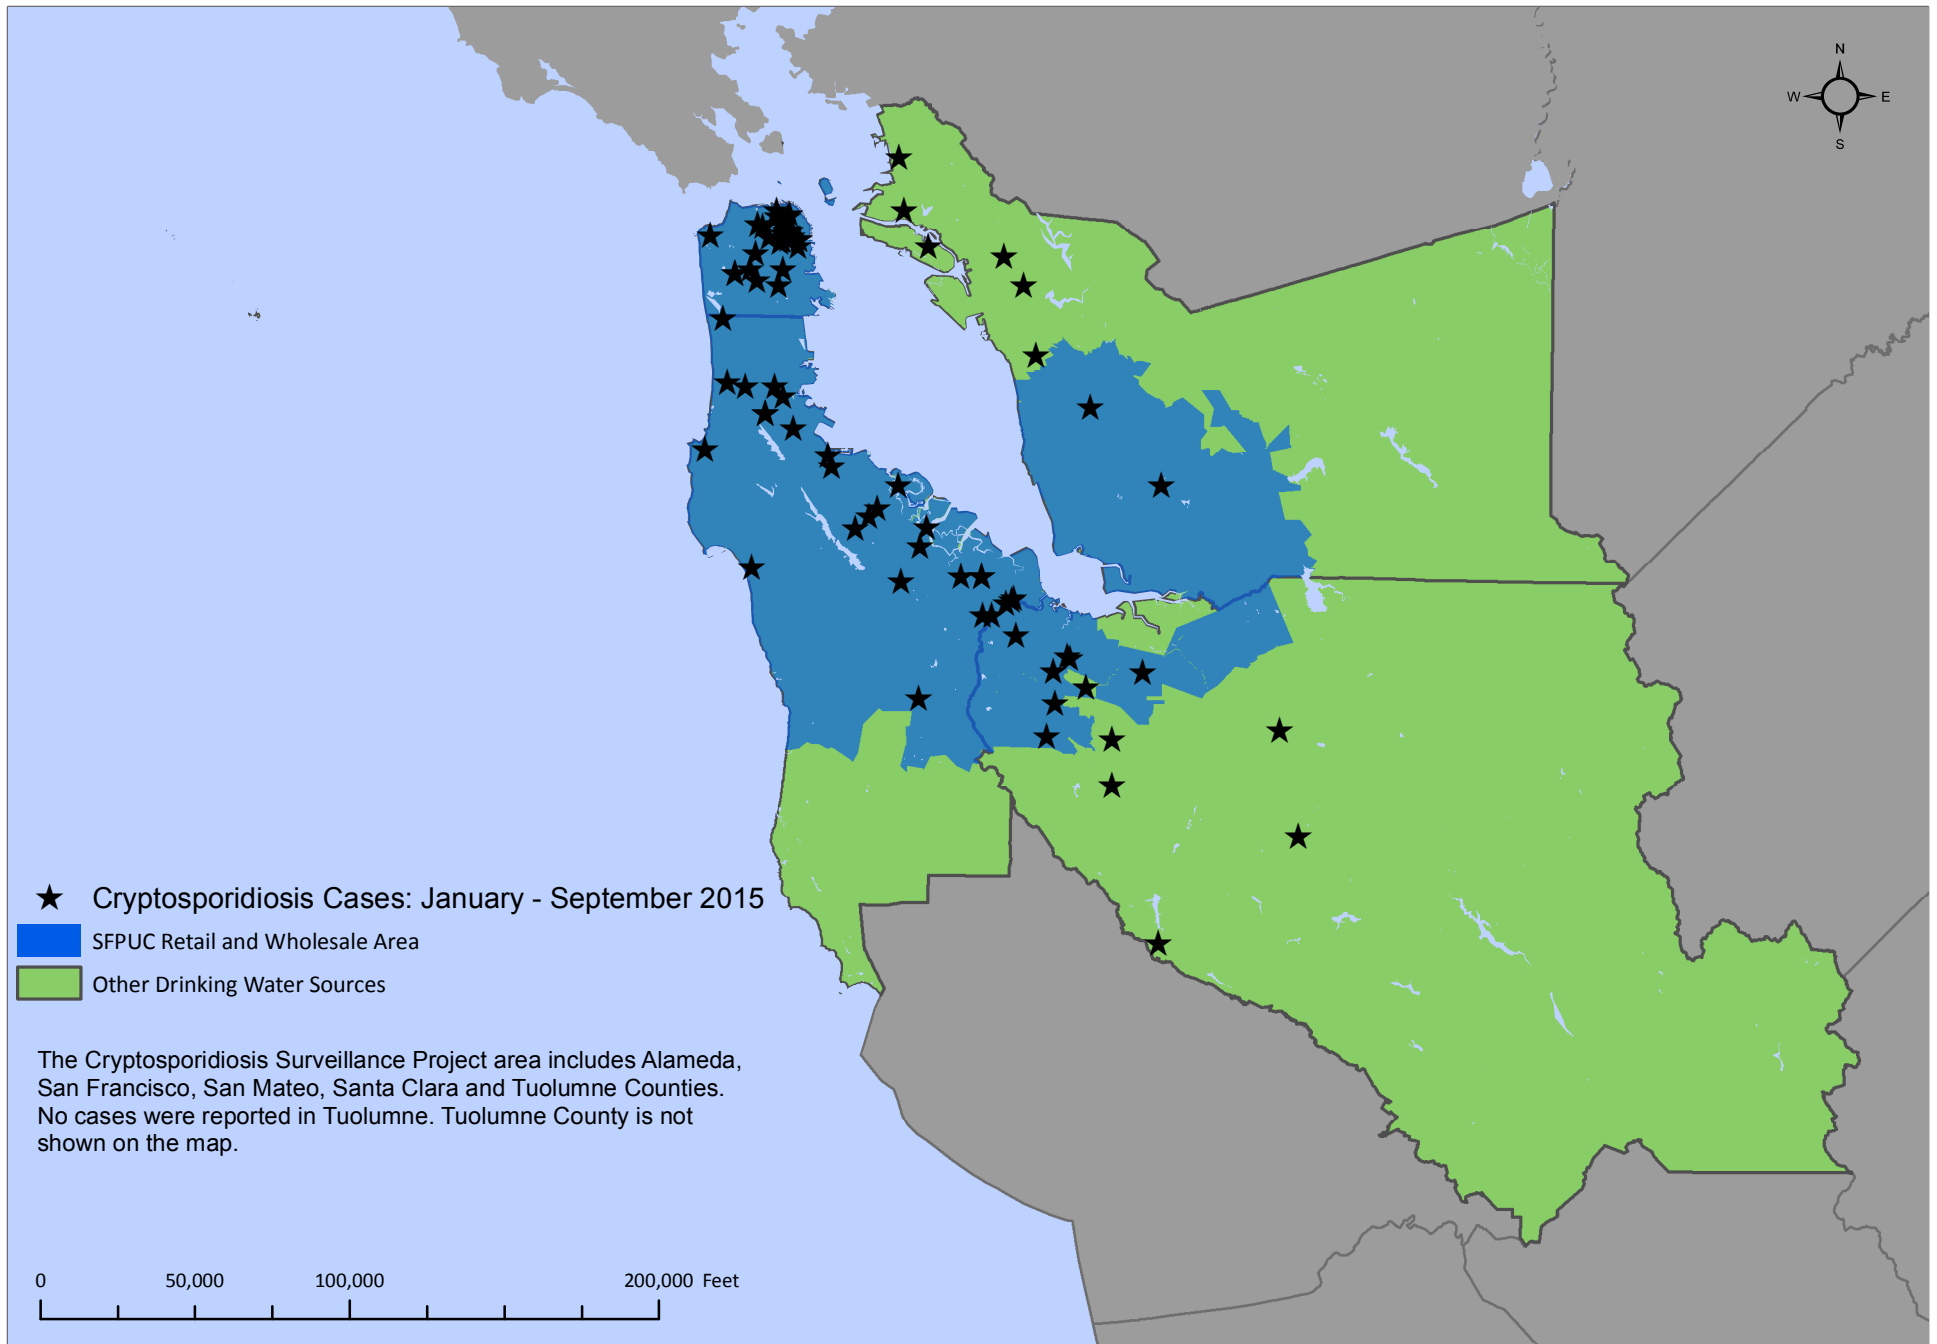 N
W E
S
Cryptosporidiosis Cases: January - September 2015
SFPUC Retail and Wholesale Area
Other Drinking Water Sources
The Cryptosporidiosis Surveillance Project area includes Alameda,
San Francisco, San Mateo, Santa Clara and Tuolumne Counties.
No cases were reported in Tuolumne. Tuolumne County is not
shown on the map.
0 50,000 100,000 200,000 Feet